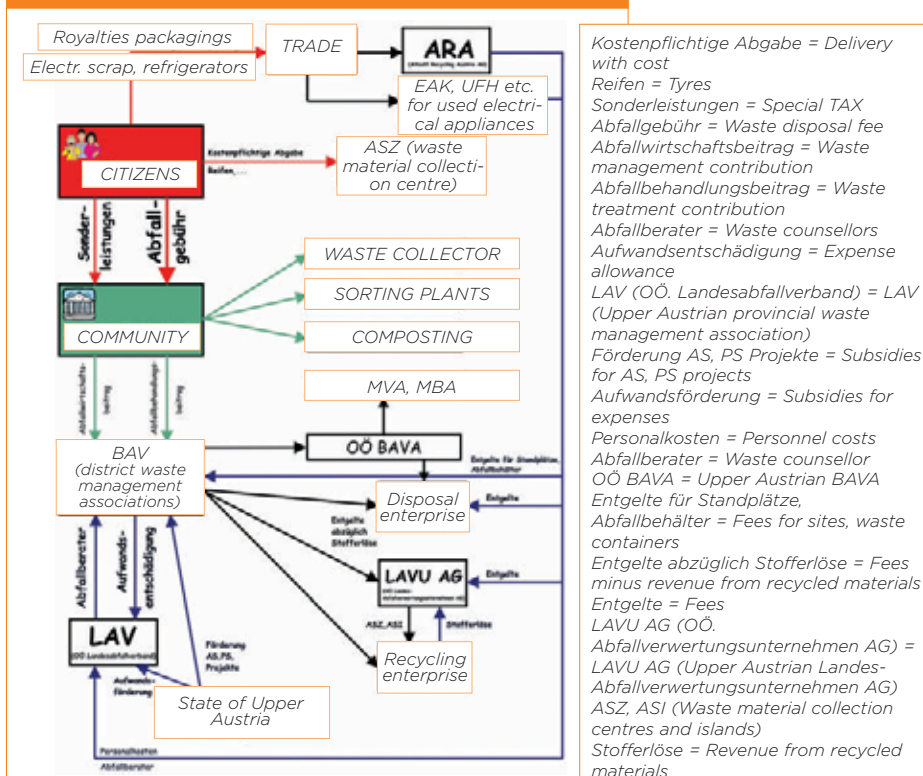 Royalties packagings
Electr. scrap, refrigerators
TRADE
ARA
EAK, UFH etc.
for used electri-
cal appliances
CITIZENS
Kostenpflichtige Abgabe
Reifen,...
ASZ (waste
material collecti-
on centre)
Sonder-
leistungen
Abfall-
gebühr
WASTE COLLECTOR
SORTING PLANTS
COMPOSTING
COMMUNITY
Abfallwirtschafts-
beitrag
Abfallbehandlungs-
beitrag
MVA, MBA
OÖ BAVA
BAV
(district waste
management
associations)
Entgelte für Standplätze,
Abfallbehälter
Disposal
enterprise
Entgelte
Entgelte
abzüglich
Stofferlöse
LAVU AG
Entgelte
ASZ,ASI
Stofferlöse
Recycling
enterprise
Abfallberater
Aufwands-
entschädigung
LAV
(OÖ Landesabfallverband)
Förderung
AS,PS,
Projekte
Aufwands-
förderung
State of Upper
Austria
Personalkosten
Abfallberater
Kostenpflichtige Abgabe = Delivery
with cost
Reifen = Tyres
Sonderleistungen = Special TAX
Abfallgebühr = Waste disposal fee
Abfallwirtschaftsbeitrag = Waste
management contribution
Abfallbehandlungsbeitrag = Waste
treatment contribution
Abfallberater = Waste counsellors
Aufwandsentschädigung = Expense
allowance
LAV (OÖ. Landesabfallverband) = LAV
(Upper Austrian provincial waste
management association)
Förderung AS, PS Projekte = Subsidies
for AS, PS projects
Aufwandsförderung = Subsidies for
expenses
Personalkosten = Personnel costs
Abfallberater = Waste counsellor
OÖ BAVA = Upper Austrian BAVA
Entgelte für Standplätze,
Abfallbehälter = Fees for sites, waste
containers
Entgelte abzüglich Stofferlöse = Fees
minus revenue from recycled materials
Entgelte = Fees
LAVU AG (OÖ.
Abfallverwertungsunternehmen AG) =
LAVU AG (Upper Austrian Landes-
Abfallverwertungsunternehmen AG)
ASZ, ASI (Waste material collection
centres and islands)
Stofferlöse = Revenue from recycled
materials